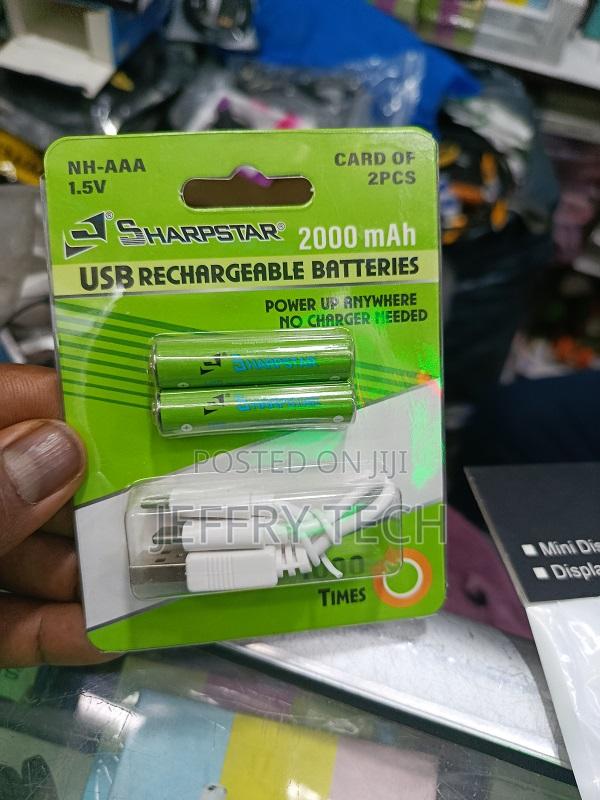 NH-AAA
1.5V
CARD OF
2PCS
SHARPSTAR®
2000 mAh
USB RECHARGEABLE BATTERIES
POWER UP ANYWHERE
NO CHARGER NEEDED
SHARPSTAR
SHARPSTAR
POSTED ON JIJI
JEFFRY TECH
TIMES
Mini Dis
Displa